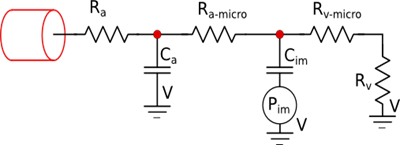 Ra Ra-micro Rv-micro
Ca Cim
V Pim Rv
V V